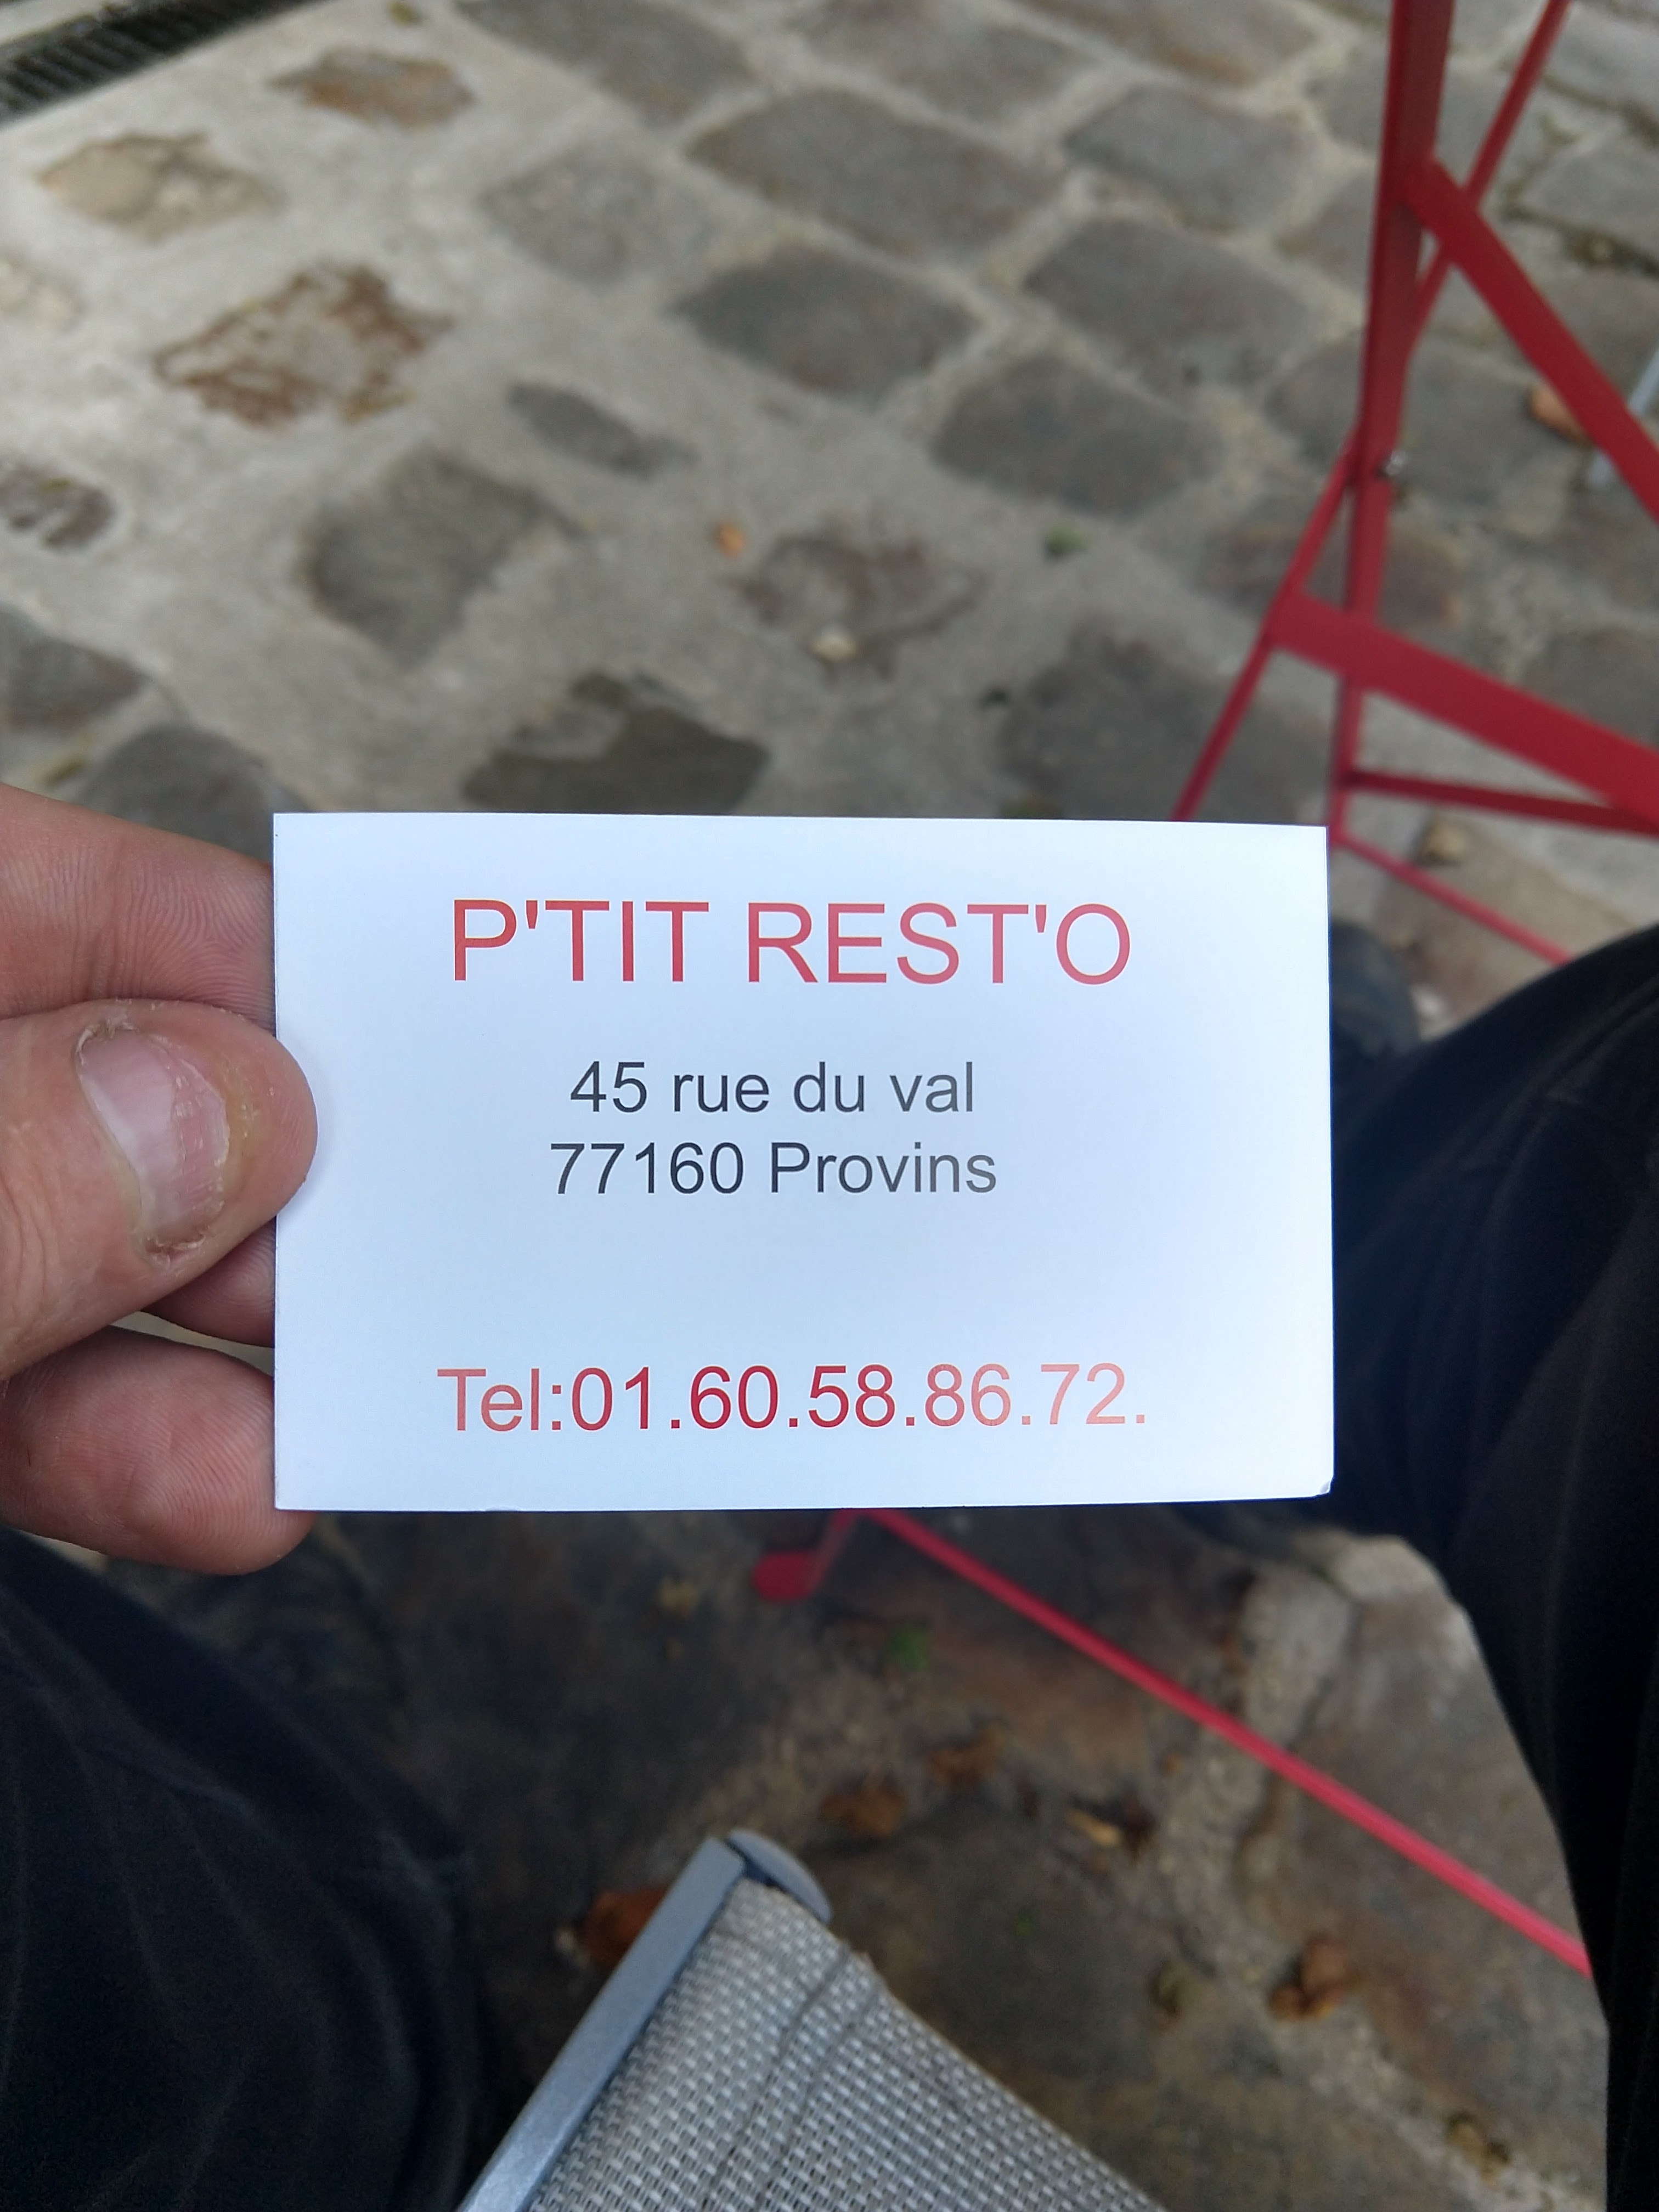 P'TIT REST'O
45 rue du val
77160 Provins
Tel:01.60.58.86.72.